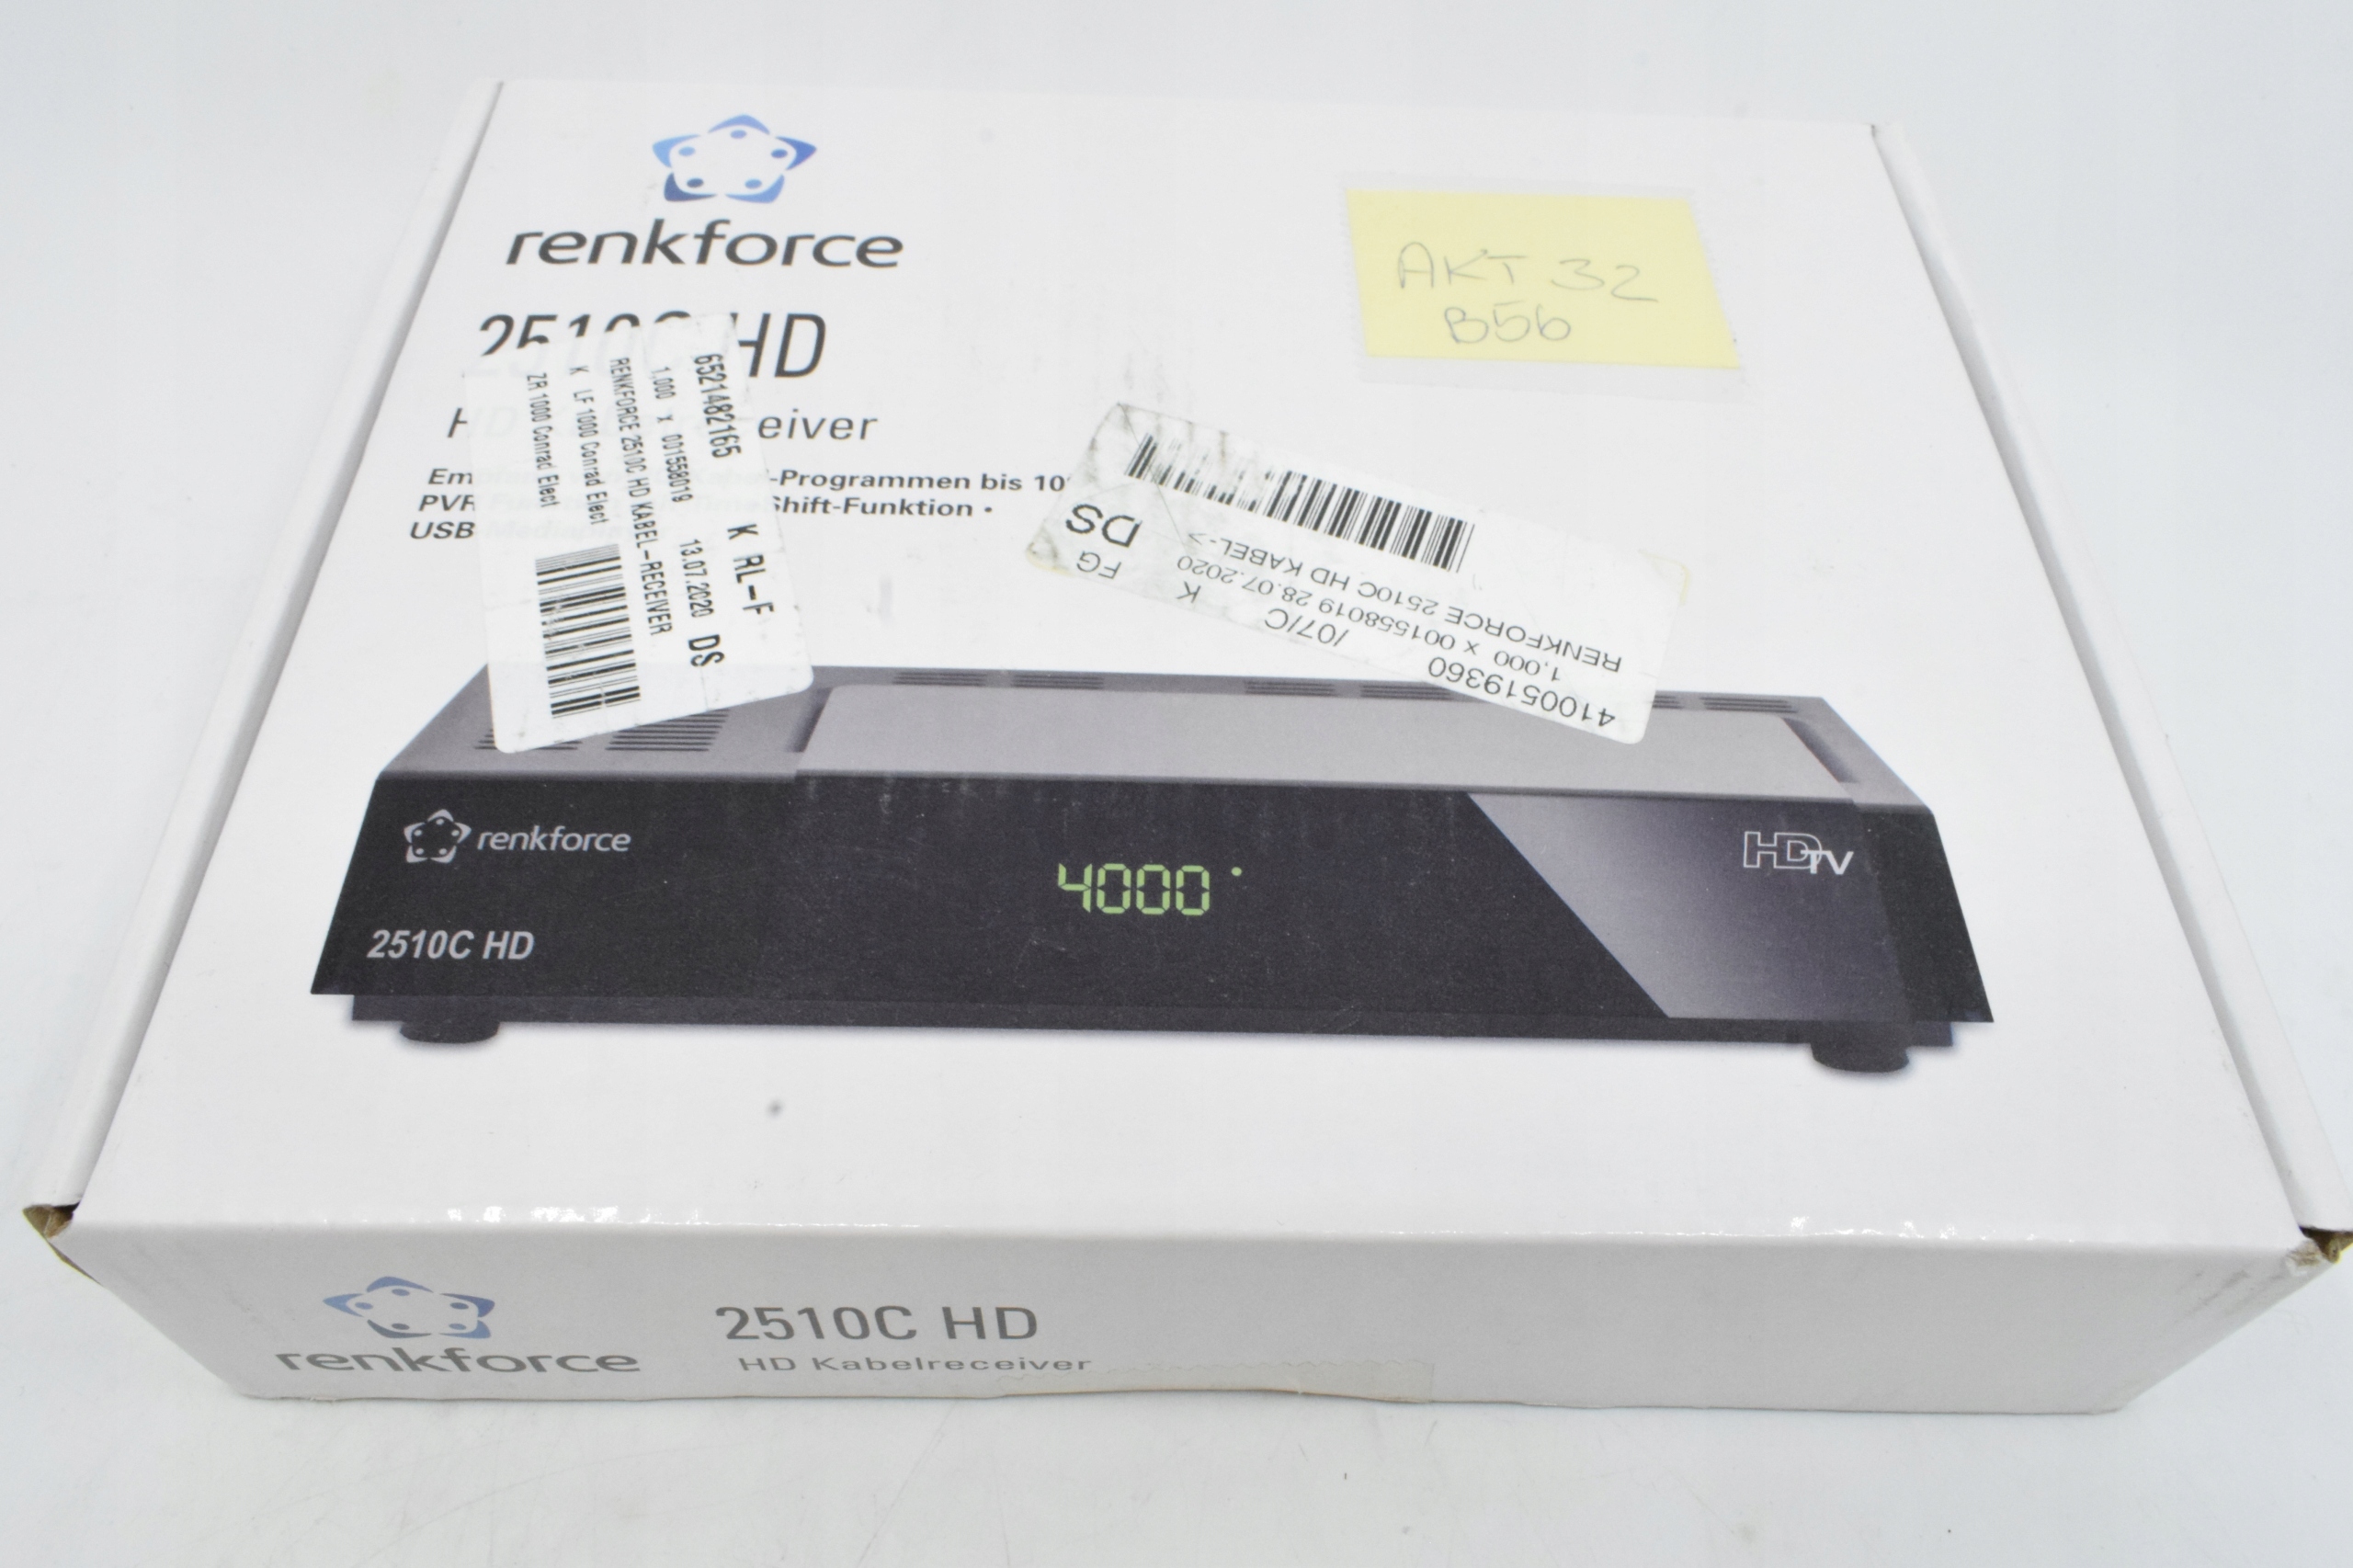 renkforce
2510C HD
HD eiver
Em -Programmen bis 10
PVR Shift-Funktion •
USB
AKT 32
B56
6521482165 K RL-F
1,000 x 001558019 13.07.2020 DS
RENKFORCE 2510C HD KABEL-RECEIVER
K LF 1000 Conrad Elect
ZR 1000 Conrad Elect
4100519360
/07/C
1,000 x 001558019 28.07.2020 K FG
RENKFORCE 2510C HD KABEL-> DS
renkforce
HDTV
4000
2510C HD
renkforce
2510C HD
HD Kabelreceiver